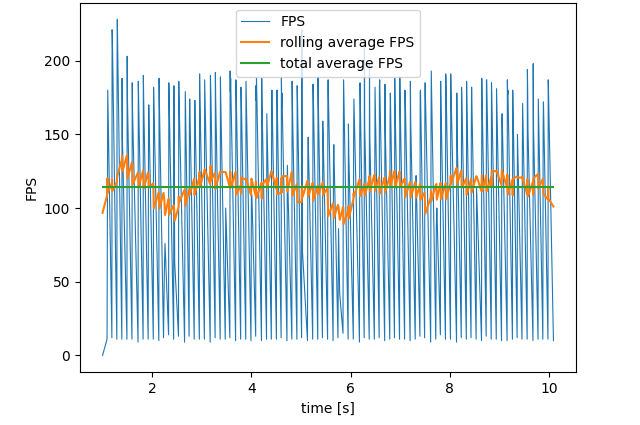 FPS
rolling average FPS
total average FPS
200
150
100
50
0
FPS
2 4 6 8 10
time [s]